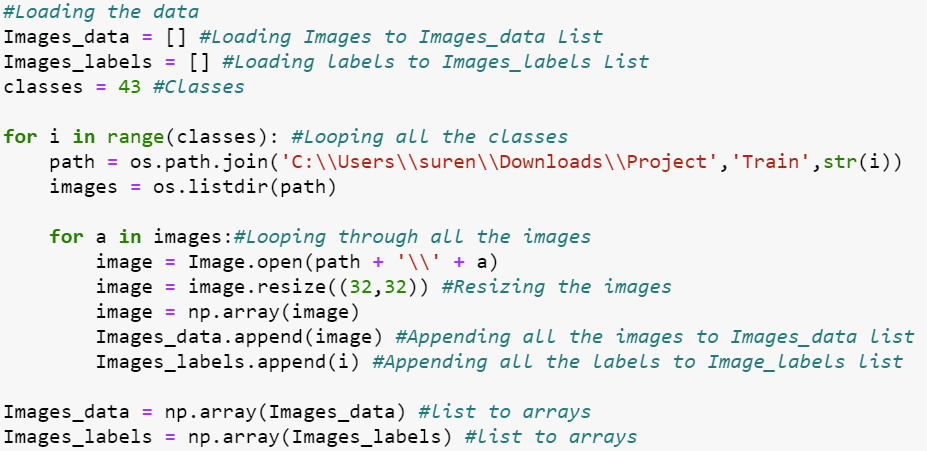 #Loading the data
Images_data = [] #Loading Images to Images_data List
Images_labels = [] #Loading labels to Images_labels List
classes = 43 #Classes
for i in range(classes): #Looping all the classes
    path = os.path.join('C:\\Users\\suren\\Downloads\\Project','Train',str(i))
    images = os.listdir(path)
    for a in images:#Looping through all the images
        image = Image.open(path + '\\' + a)
        image = image.resize((32,32)) #Resizing the images
        image = np.array(image)
        Images_data.append(image) #Appending all the images to Images_data list
        Images_labels.append(i) #Appending all the labels to Image_labels list
Images_data = np.array(Images_data) #list to arrays
Images_labels = np.array(Images_labels) #list to arrays